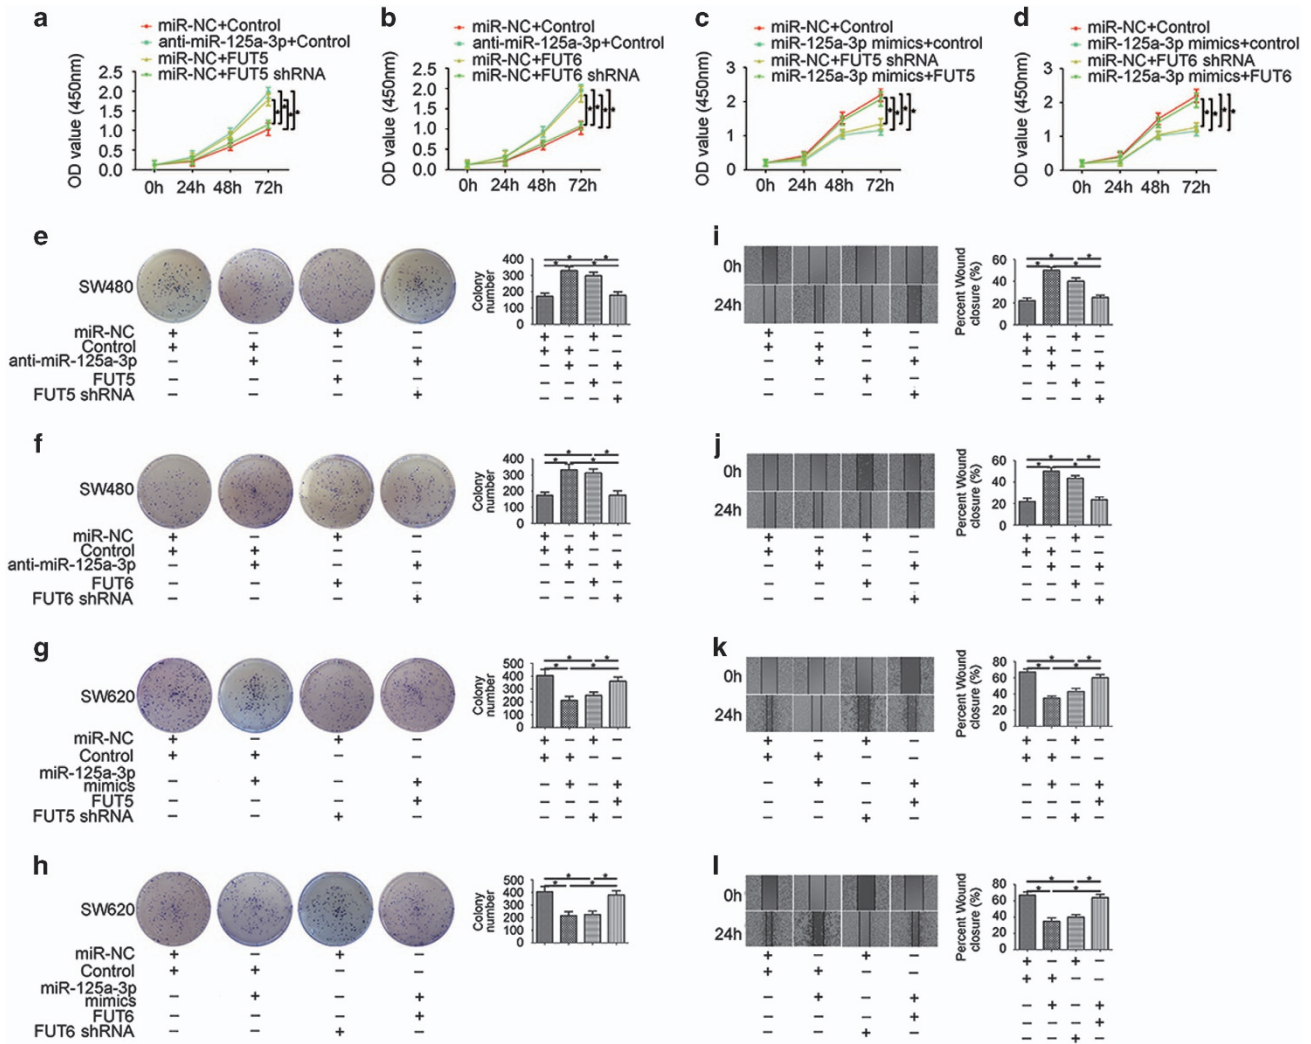 a
miR-NC+Control
anti-miR-125a-3p+Control
miR-NC+FUT5
miR-NC+FUT5 shRNA
OD value (450nm)
2.5
2.0
1.5
1.0
0.5
0.0
0h 24h 48h 72h
*
*
*
*
b
miR-NC+Control
anti-miR-125a-3p+Control
miR-NC+FUT6
miR-NC+FUT6 shRNA
OD value (450nm)
2.5
2.0
1.5
1.0
0.5
0.0
0h 24h 48h 72h
*
*
*
*
c
miR-NC+Control
miR-125a-3p mimics+control
miR-NC+FUT5 shRNA
miR-125a-3p mimics+FUT5
OD value (450nm)
3
2
1
0
0h 24h 48h 72h
*
*
*
*
d
miR-NC+Control
miR-125a-3p mimics+control
miR-NC+FUT6 shRNA
miR-125a-3p mimics+FUT6
OD value (450nm)
3
2
1
0
0h 24h 48h 72h
*
*
*
*
e
SW480
miR-NC + − + −
Control + + − −
anti-miR-125a-3p − + − +
FUT5 − − + −
FUT5 shRNA − − − +
Colony number
400
300
200
100
0
* * * *
+ − + −
+ + − −
− + − +
− − + −
− − − +
i
0h
24h
+ − + −
+ + − −
− + − +
− − + −
− − − +
Percent Wound closure (%)
60
40
20
0
* * * *
+ − + −
+ + − −
− + − +
− − + −
− − − +
f
SW480
miR-NC + − + −
Control + + − −
anti-miR-125a-3p − + − +
FUT6 − − + −
FUT6 shRNA − − − +
Colony number
400
300
200
100
0
* * * *
+ − + −
+ + − −
− + − +
− − + −
− − − +
j
0h
24h
+ − + −
+ + − −
− + − +
− − + −
− − − +
Percent Wound closure (%)
60
40
20
0
* * * *
+ − + −
+ + − −
− + − +
− − + −
− − − +
g
SW620
miR-NC + − + −
Control + + − −
miR-125a-3p
mimics − + − +
FUT5 − − − +
FUT5 shRNA − − + −
Colony number
500
400
300
200
100
0
* * * *
+ − + −
+ + − −
− + − +
− − − +
− − + −
k
0h
24h
+ − + −
+ + − −
− + − +
− − − +
− − + −
Percent Wound closure (%)
80
60
40
20
0
* * * *
+ − + −
+ + − −
− + − +
− − − +
− − + −
h
SW620
miR-NC + − + −
Control + + − −
miR-125a-3p
mimics − + − +
FUT6 − − − +
FUT6 shRNA − − + −
Colony number
500
400
300
200
100
0
* * * *
l
0h
24h
+ − + −
+ + − −
− + − +
− − − +
− − + −
Percent Wound closure (%)
80
60
40
20
0
* * * *
+ − + −
+ + − −
− + − +
− − − +
− − + −